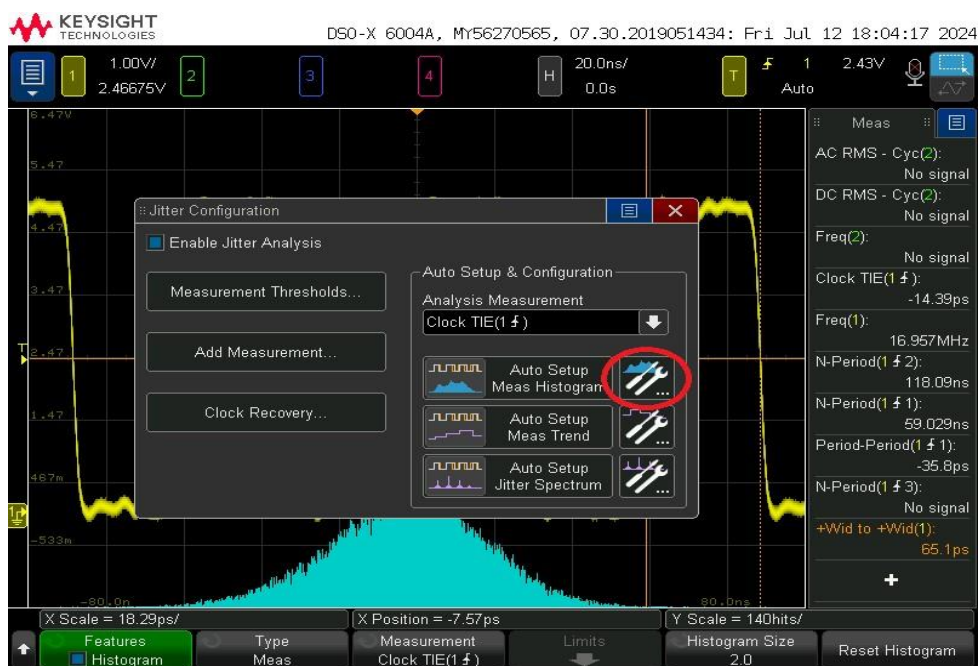 KEYSIGHT
TECHNOLOGIES
DSO-X 6004A, MY56270565, 07.30.2019051434: Fri Jul 12 18:04:17 2024
1
1.00V/
2.46675V
2
3
4
H
20.0ns/
0.0s
T
1
Auto
2.43V
6.47V
5.47
4.47
3.47
T
2.47
1.47
467m
-533m
-80.0n
80.0ns
Jitter Configuration
Enable Jitter Analysis
Measurement Thresholds...
Add Measurement...
Clock Recovery...
Auto Setup & Configuration
Analysis Measurement
Clock TIE(1 )
Auto Setup
Meas Histogram
...
Auto Setup
Meas Trend
...
Auto Setup
Jitter Spectrum
...
Meas
AC RMS - Cyc(2):
No signal
DC RMS - Cyc(2):
No signal
Freq(2):
No signal
Clock TIE(1 ):
-14.39ps
Freq(1):
16.957MHz
N-Period(1 2):
118.09ns
N-Period(1 1):
59.029ns
Period-Period(1 1):
-35.8ps
N-Period(1 3):
No signal
+Wid to +Wid(1):
65.1ps
+
X Scale = 18.29ps/
X Position = -7.57ps
Y Scale = 140hits/
Features
Histogram
Type
Meas
Measurement
Clock TIE(1 )
Limits
Histogram Size
2.0
Reset Histogram